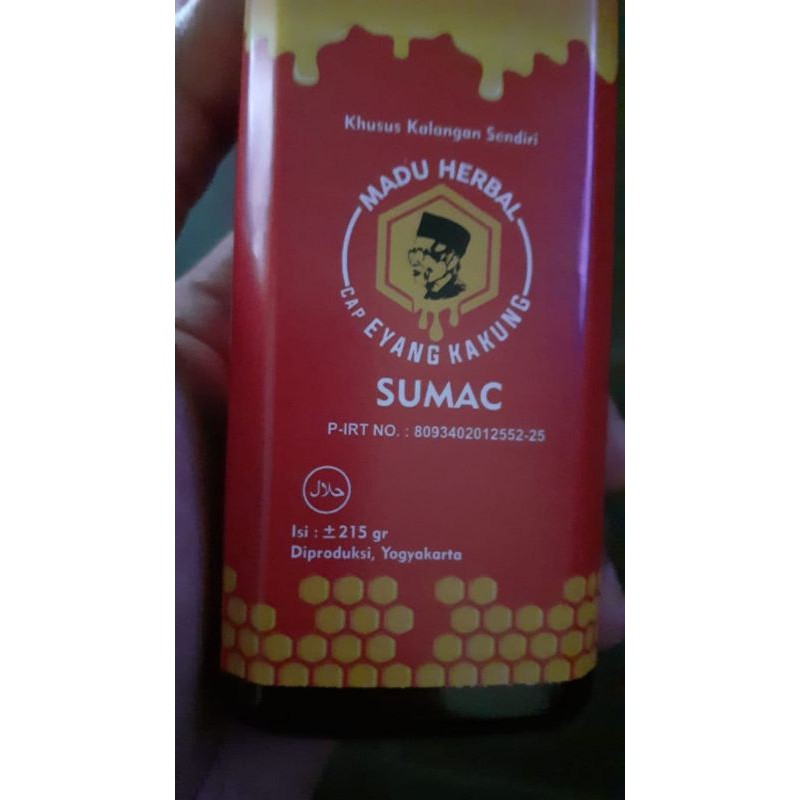 Khusus Kalangan Sendiri
MADU HERBAL
CAP EYANG KAKUNG
SUMAC
P-IRT NO. : 8093402012552-25
حلال
Isi : ±215 gr
Diproduksi, Yogyakarta